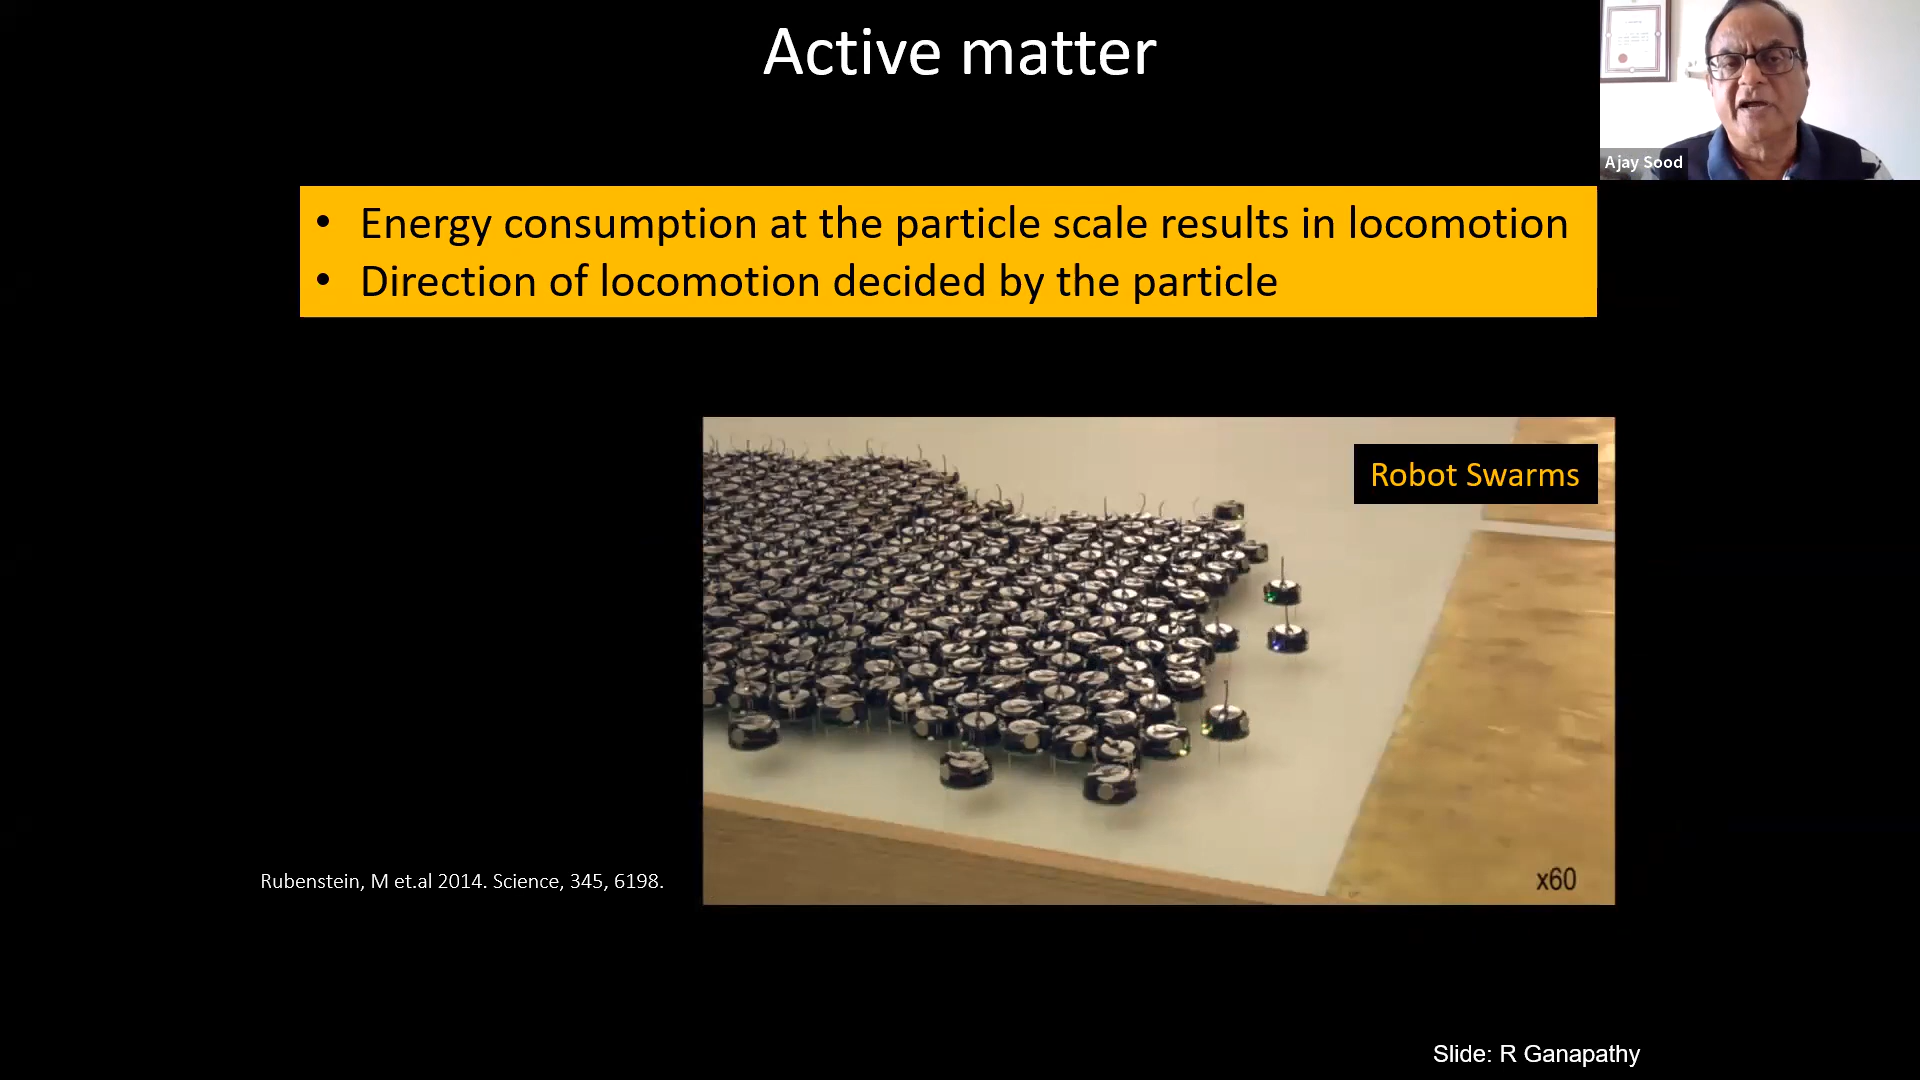 Active matter
Ajay Sood
• Energy consumption at the particle scale results in locomotion
• Direction of locomotion decided by the particle
Robot Swarms
x60
Rubenstein, M et.al 2014. Science, 345, 6198.
Slide: R Ganapathy